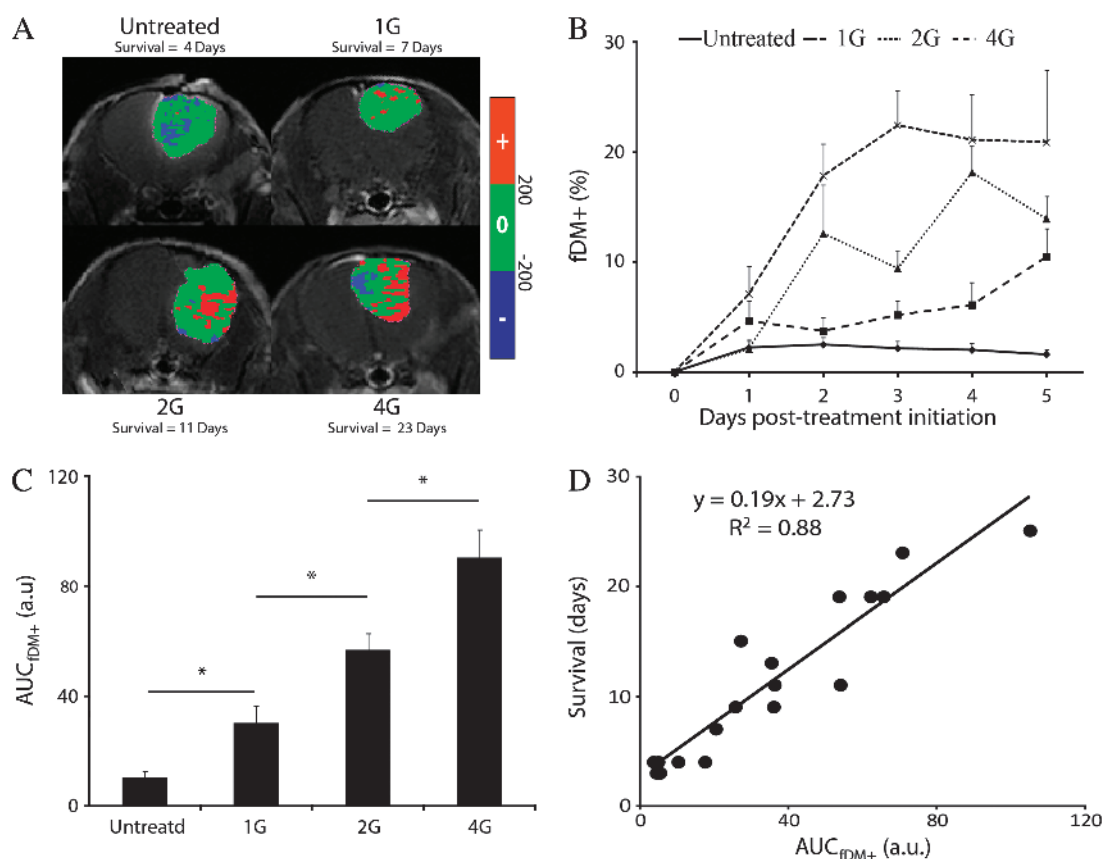 A
Untreated
Survival = 4 Days
1G
Survival = 7 Days
+
0
-
200
-200
2G
Survival = 11 Days
4G
Survival = 23 Days
B
Untreated 1G 2G 4G
30
20
10
0
fDM+ (%)
0 1 2 3 4 5
Days post-treatment initiation
C
120
80
40
0
AUCfDM+ (a.u)
*
*
*
Untreatd 1G 2G 4G
D
y = 0.19x + 2.73
R² = 0.88
30
20
10
0
Survival (days)
0 40 80 120
AUCfDM+ (a.u.)